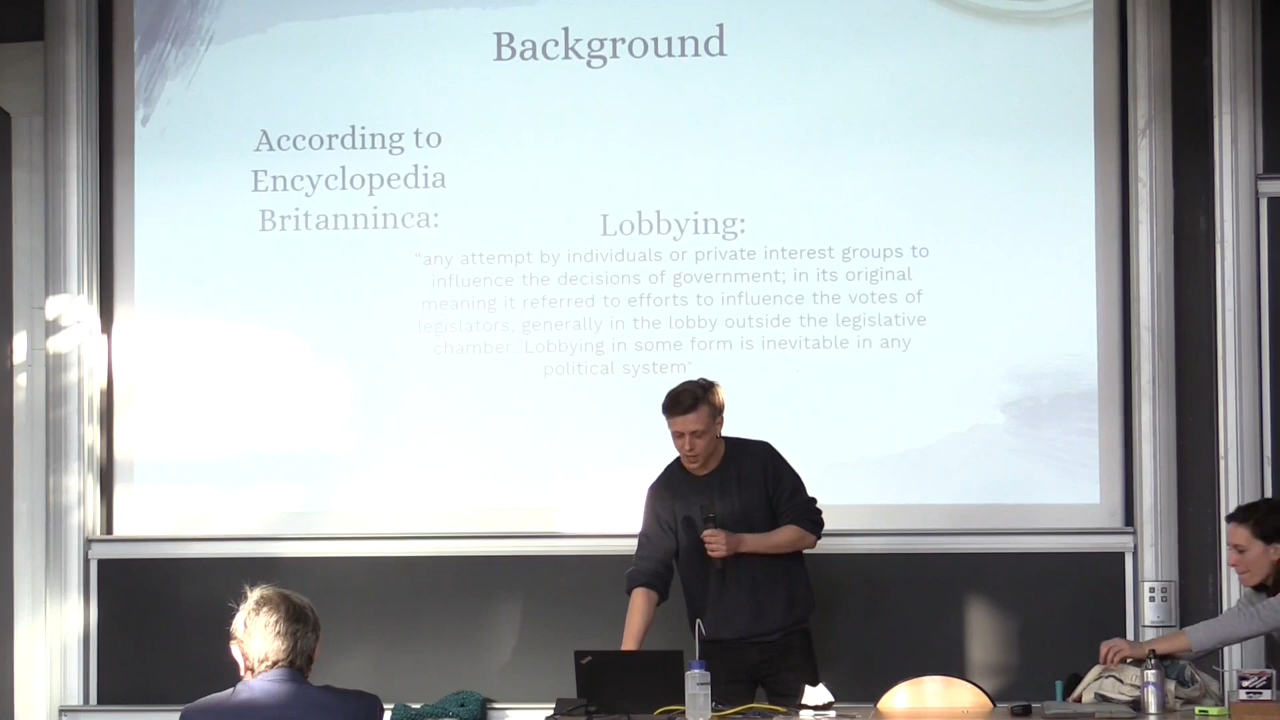 Background
According to
Encyclopedia
Britanninca:
Lobbying:
"any attempt by individuals or private interest groups to
influence the decisions of government; in its original
meaning it referred to efforts to influence the votes of
legislators, generally in the lobby outside the legislative
chamber. Lobbying in some form is inevitable in any
political system"